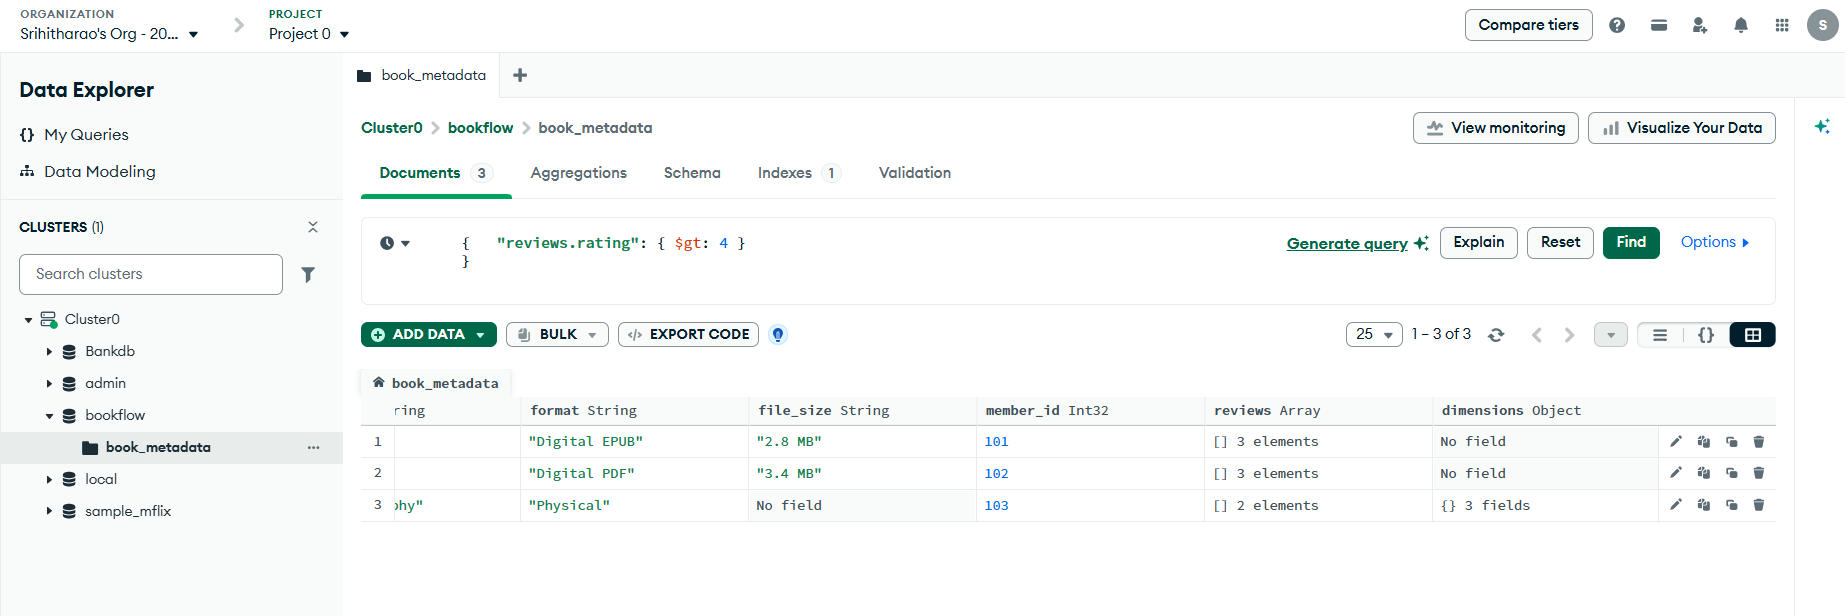 ORGANIZATION
Srihitharao's Org - 20...
PROJECT
Project 0
Compare tiers
S
Data Explorer
My Queries
Data Modeling
CLUSTERS (1)
Search clusters
Cluster0
Bankdb
admin
bookflow
book_metadata
local
sample_mflix
book_metadata
Cluster0 > bookflow > book_metadata
View monitoring
Visualize Your Data
Documents 3 Aggregations Schema Indexes 1 Validation
{ "reviews.rating": { $gt: 4 }
}
Generate query Explain Reset Find Options
ADD DATA BULK </> EXPORT CODE
25 1 – 3 of 3 {}
book_metadata
ring format String file_size String member_id Int32 reviews Array dimensions Object
1 "Digital EPUB" "2.8 MB" 101 [] 3 elements No field
2 "Digital PDF" "3.4 MB" 102 [] 3 elements No field
3 phy" "Physical" No field 103 [] 2 elements {} 3 fields